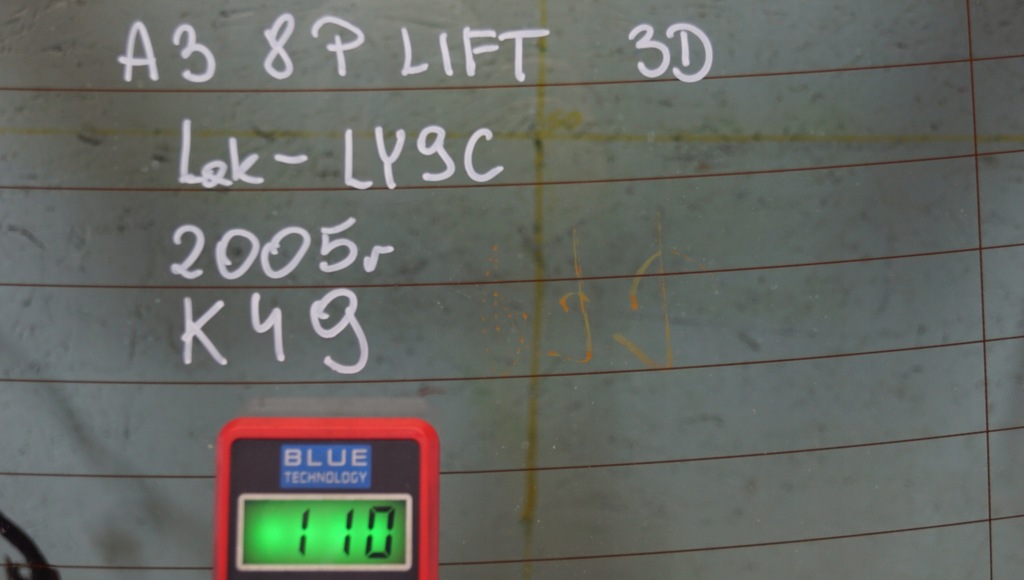 A3 8P LIFT 3D
Lak - LY9C
2005r
K49
BLUE
TECHNOLOGY
110